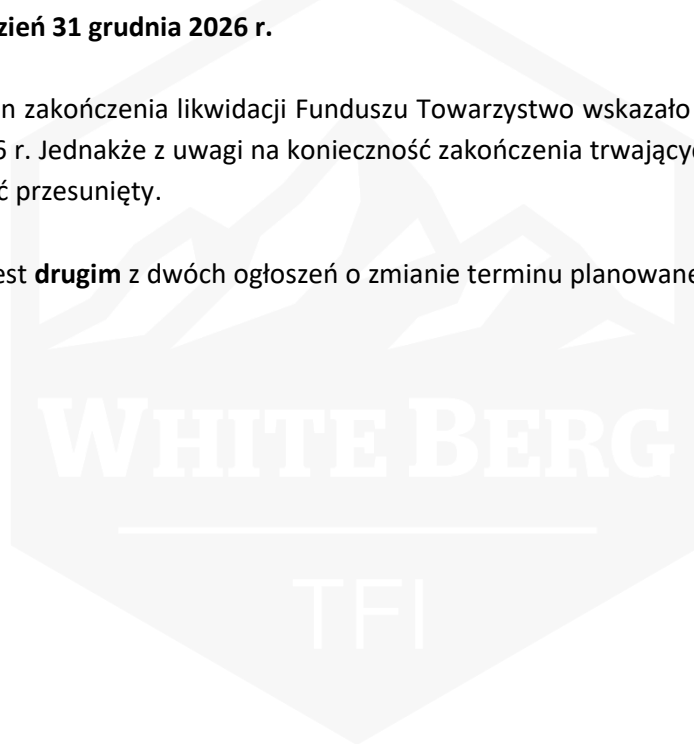 zień 31 grudnia 2026 r.
n zakończenia likwidacji Funduszu Towarzystwo wskazało
6 r. Jednakże z uwagi na konieczność zakończenia trwający
ć przesunięty.
est drugim z dwóch ogłoszeń o zmianie terminu planowane
WHITE BERG
TFI